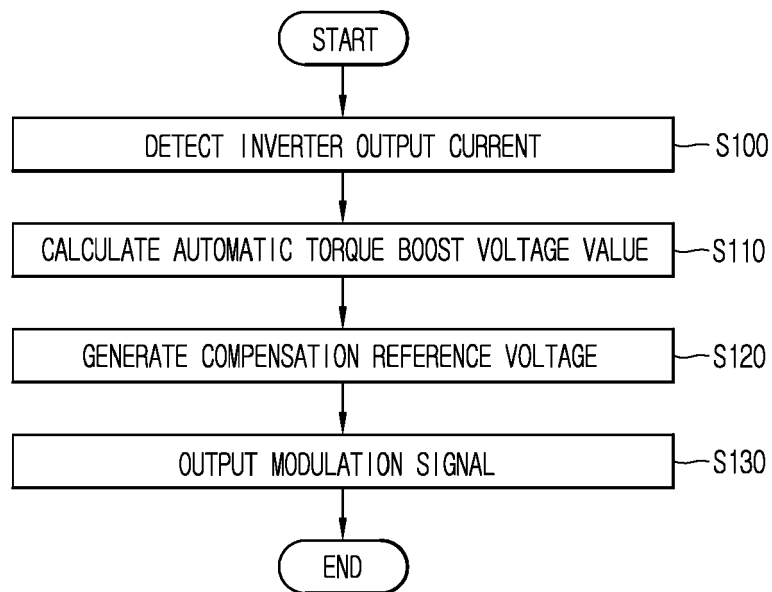 START
DETECT INVERTER OUTPUT CURRENT
S100
CALCULATE AUTOMATIC TORQUE BOOST VOLTAGE VALUE
S110
GENERATE COMPENSATION REFERENCE VOLTAGE
S120
OUTPUT MODULATION SIGNAL
S130
END